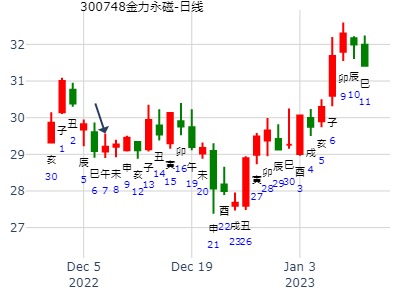 300748金力永磁-日线
32
31
30
29
28
27
亥
30
子
1
丑
2
辰
5
巳
6
午
7
未
8
申
9
亥
12
子
13
丑
14
寅
15
卯
16
午
19
未
20
申
21
酉
22
戌
23
丑
26
寅
27
卯
28
辰
29
巳
30
酉
3
戌
4
亥
5
子
6
卯
9
辰
10
巳
11
Dec 5
2022
Dec 19
Jan 3
2023